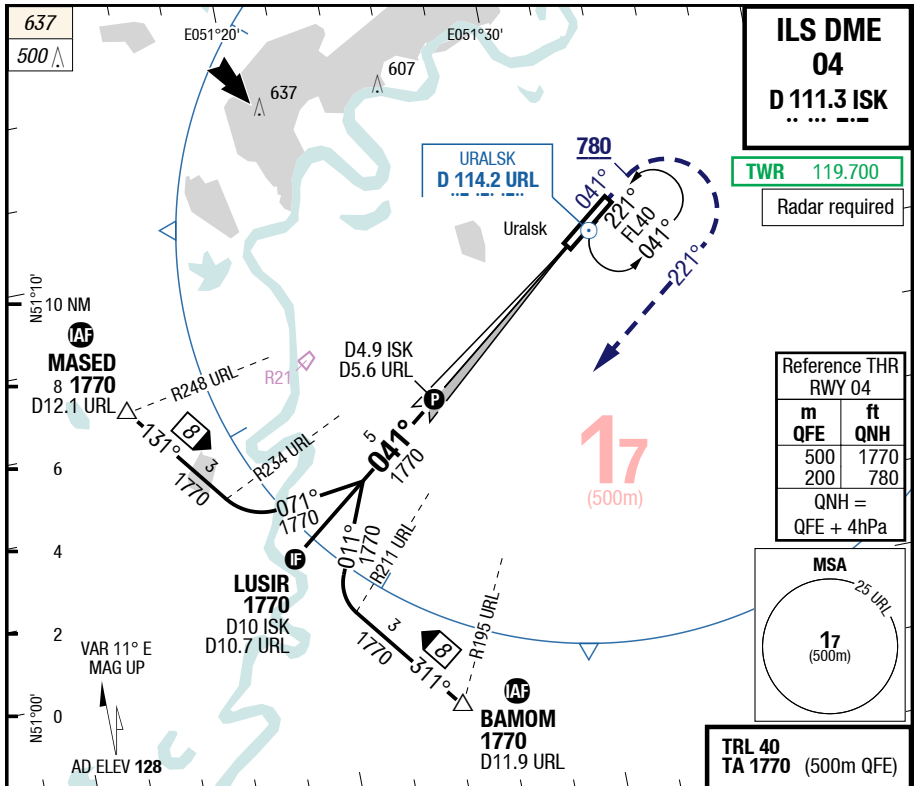 637
500
E051°20'
E051°30'
ILS DME
04
D 111.3 ISK
637
607
URALSK
D 114.2 URL
780
TWR 119.700
Radar required
041°
221°
FL40
041°
Uralsk
221°
N51°10'
10 NM
IAF
MASED
1770
D12.1 URL
8
R248 URL
R21
D4.9 ISK
D5.6 URL
P
Reference THR
RWY 04
m ft
QFE QNH
500 1770
200 780
QNH =
QFE + 4hPa
131°
8
3
1770
R234 URL
5
041°
1770
17
(500m)
6
071°
1770
011°
1770
R211 URL
4
IF
LUSIR
1770
D10 ISK
D10.7 URL
MSA
25 URL
17
(500m)
2
3
1770
8
311°
R195 URL
VAR 11° E
MAG UP
N51°00'
0
IAF
BAMOM
1770
D11.9 URL
AD ELEV 128
TRL 40
TA 1770 (500m QFE)